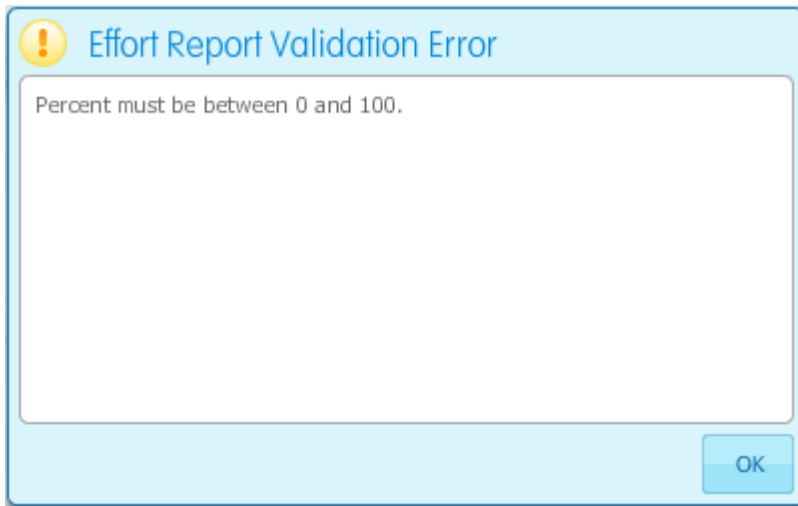 Effort Report Validation Error
Percent must be between 0 and 100.
OK